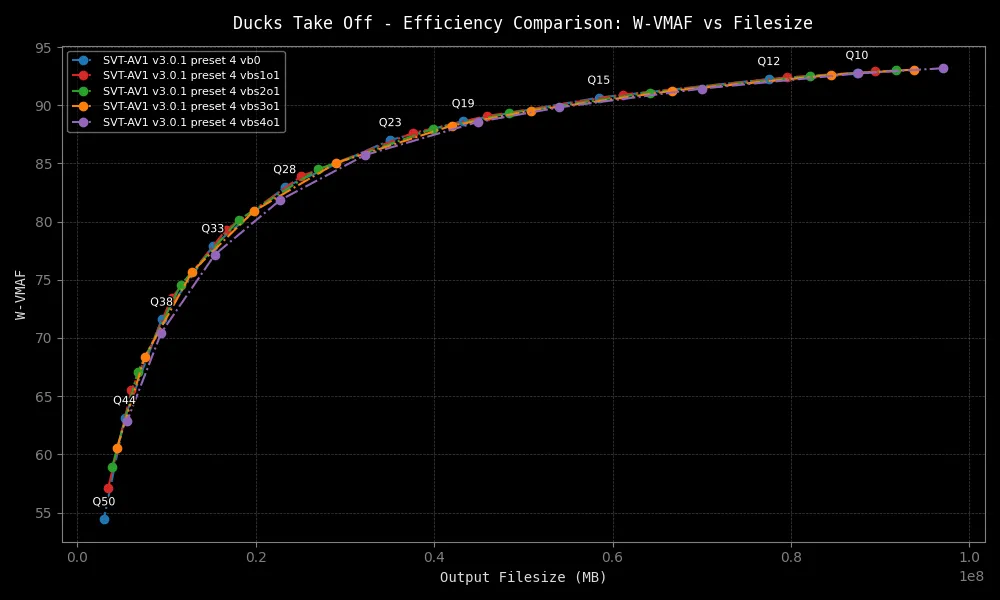 Ducks Take Off - Efficiency Comparison: W-VMAF vs Filesize
SVT-AV1 v3.0.1 preset 4 vb0
SVT-AV1 v3.0.1 preset 4 vbs1o1
SVT-AV1 v3.0.1 preset 4 vbs2o1
SVT-AV1 v3.0.1 preset 4 vbs3o1
SVT-AV1 v3.0.1 preset 4 vbs4o1
95
90
85
80
75
70
65
60
55
W-VMAF
Q10
Q12
Q15
Q19
Q23
Q28
Q33
Q38
Q44
Q50
0.0
0.2
0.4
0.6
0.8
1.0
1e8
Output Filesize (MB)